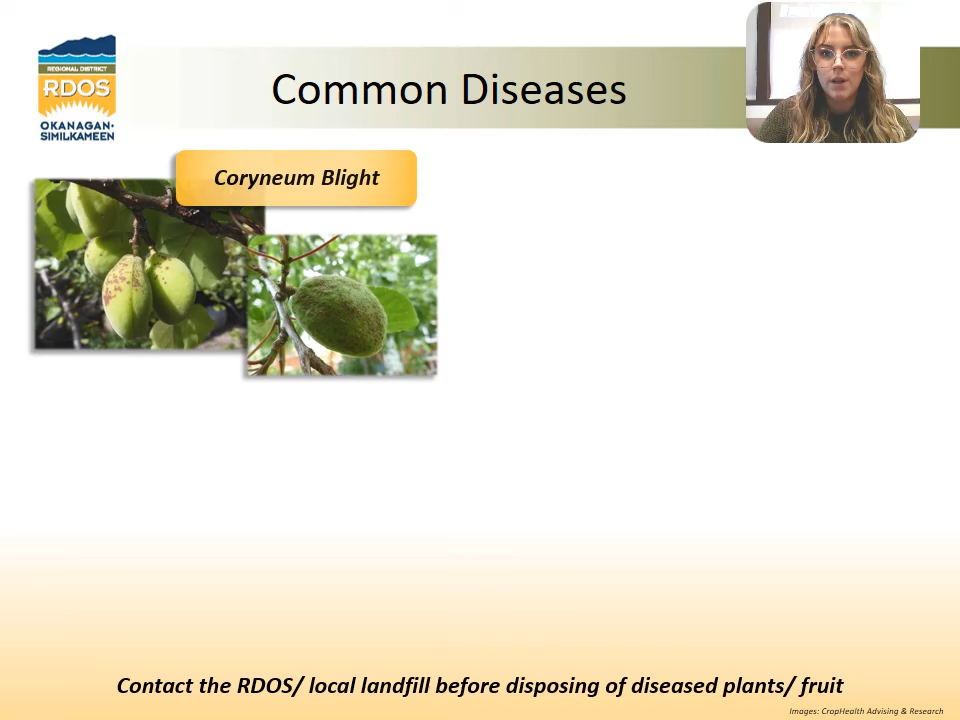 REGIONAL DISTRICT
RDOS
OKANAGAN·
SIMILKAMEEN
Common Diseases
Coryneum Blight
Contact the RDOS/ local landfill before disposing of diseased plants/ fruit
Images: CropHealth Advising & Research